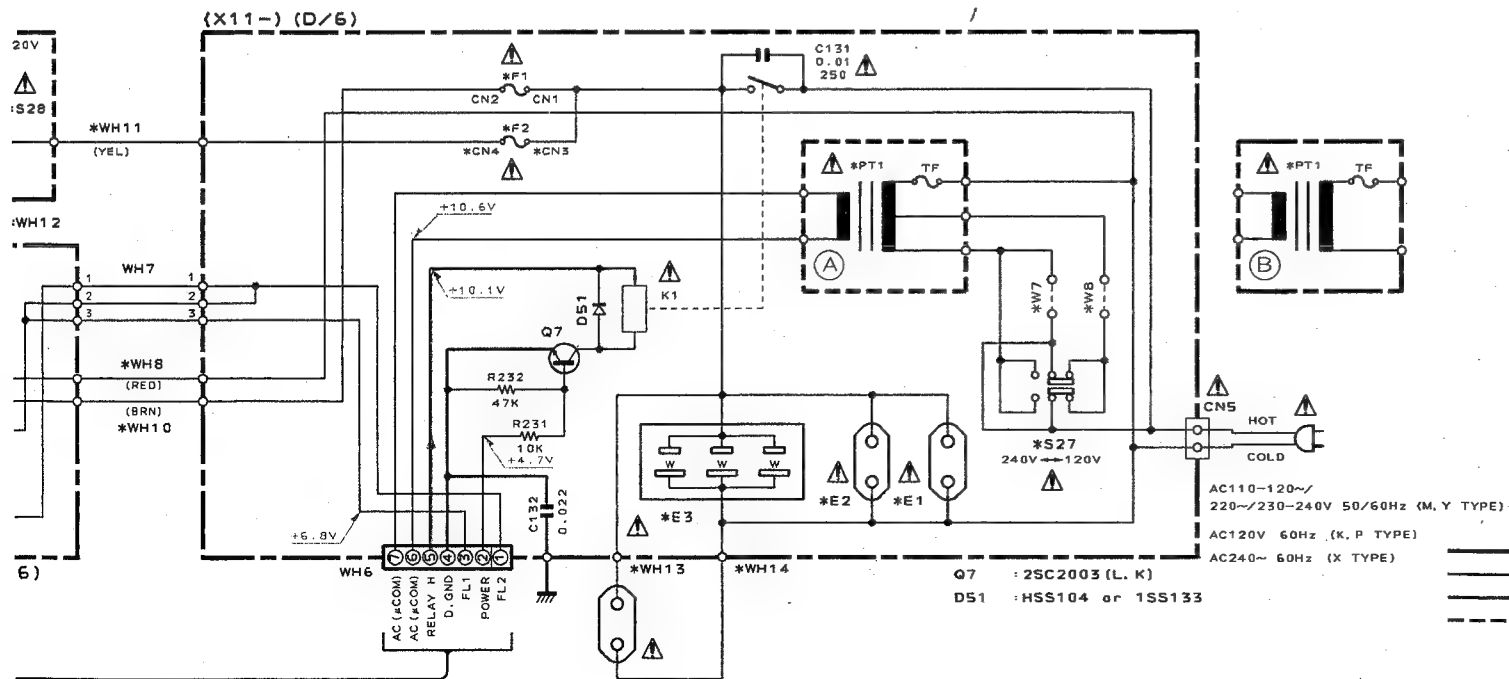 (X11-) (D/6)
20V
:S28
*WH11
(YEL)
:WH12
*F1
CN2 CN1
*F2
*CN4 *CN3
C131
0.01
250
*PT1 TF
A
*PT1 TF
B
+10.6V
WH7
1 1
2 2
3 3
+10.1V
K1
D51
Q7
*W7
*W8
*WH8
(RED)
(BRN)
*WH10
R232
47K
R231
10K
+4.7V
CN5
HOT
COLD
*S27
240V 120V
W W W
*E3
*E2
*E1
C132
0.022
+6.8V
6)
WH6
7 6 5 4 3 2 1
AC (μCOM)
AC (μCOM)
RELAY H
D.GND
FL1
POWER
FL2
*WH13
*WH14
AC110-120~/
220~/230-240V 50/60Hz (M, Y TYPE)
AC120V 60Hz (K, P TYPE)
AC240~ 60Hz (X TYPE)
Q7 :2SC2003(L, K)
D51 :HSS104 or 1SS133